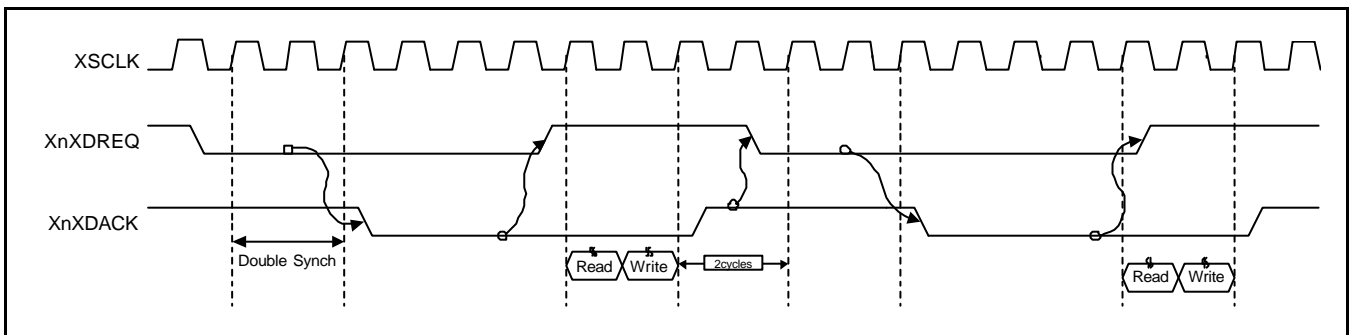 XSCLK
XnXDREQ
XnXDACK
Double Synch
Read Write
2cycles
Read Write